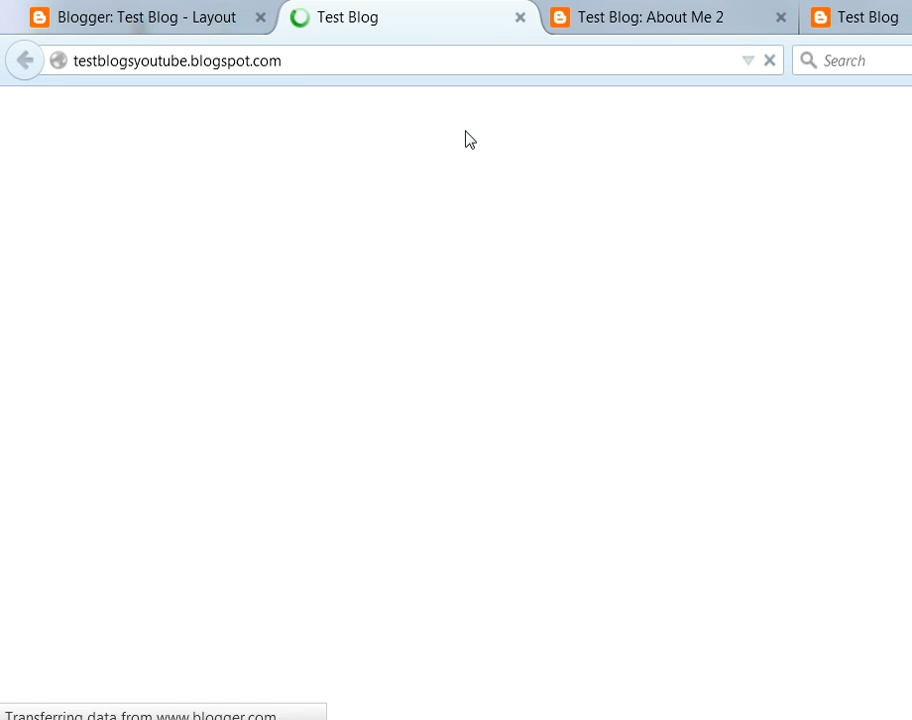 Blogger: Test Blog - Layout
Test Blog
Test Blog: About Me 2
Test Blog
testblogsyoutube.blogspot.com
Search
Transferring data from www.blogger.com